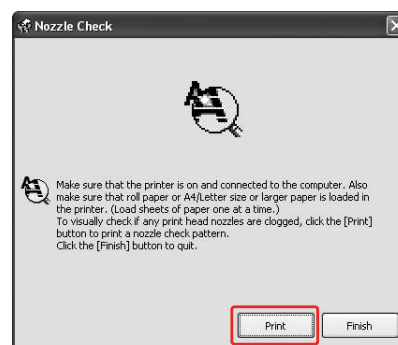 Nozzle Check
Make sure that the printer is on and connected to the computer. Also
make sure that roll paper or A4/Letter size or larger paper is loaded in
the printer. (Load sheets of paper one at a time.)
To visually check if any print head nozzles are clogged, click the [Print]
button to print a nozzle check pattern.
Click the [Finish] button to quit.
Print
Finish